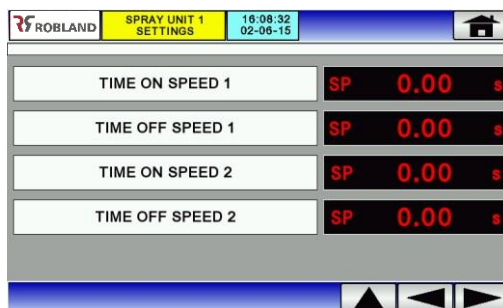 ROBLAND
SPRAY UNIT 1
SETTINGS
16:08:32
02-06-15
TIME ON SPEED 1 SP 0.00 s
TIME OFF SPEED 1 SP 0.00 s
TIME ON SPEED 2 SP 0.00 s
TIME OFF SPEED 2 SP 0.00 s